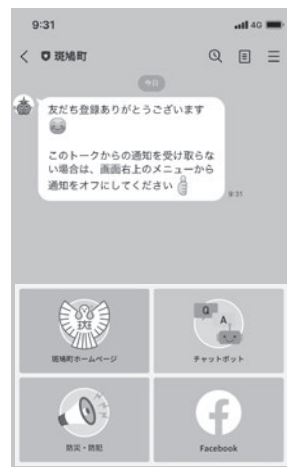 9:31
4G
斑鳩町
今日
友だち登録ありがとうございます
このトークからの通知を受け取らな
い場合は、画面右上のメニューから
通知をオフにしてください
9:31
斑
Q
A
斑鳩町ホームページ
チャットボット
防災・防犯
Facebook